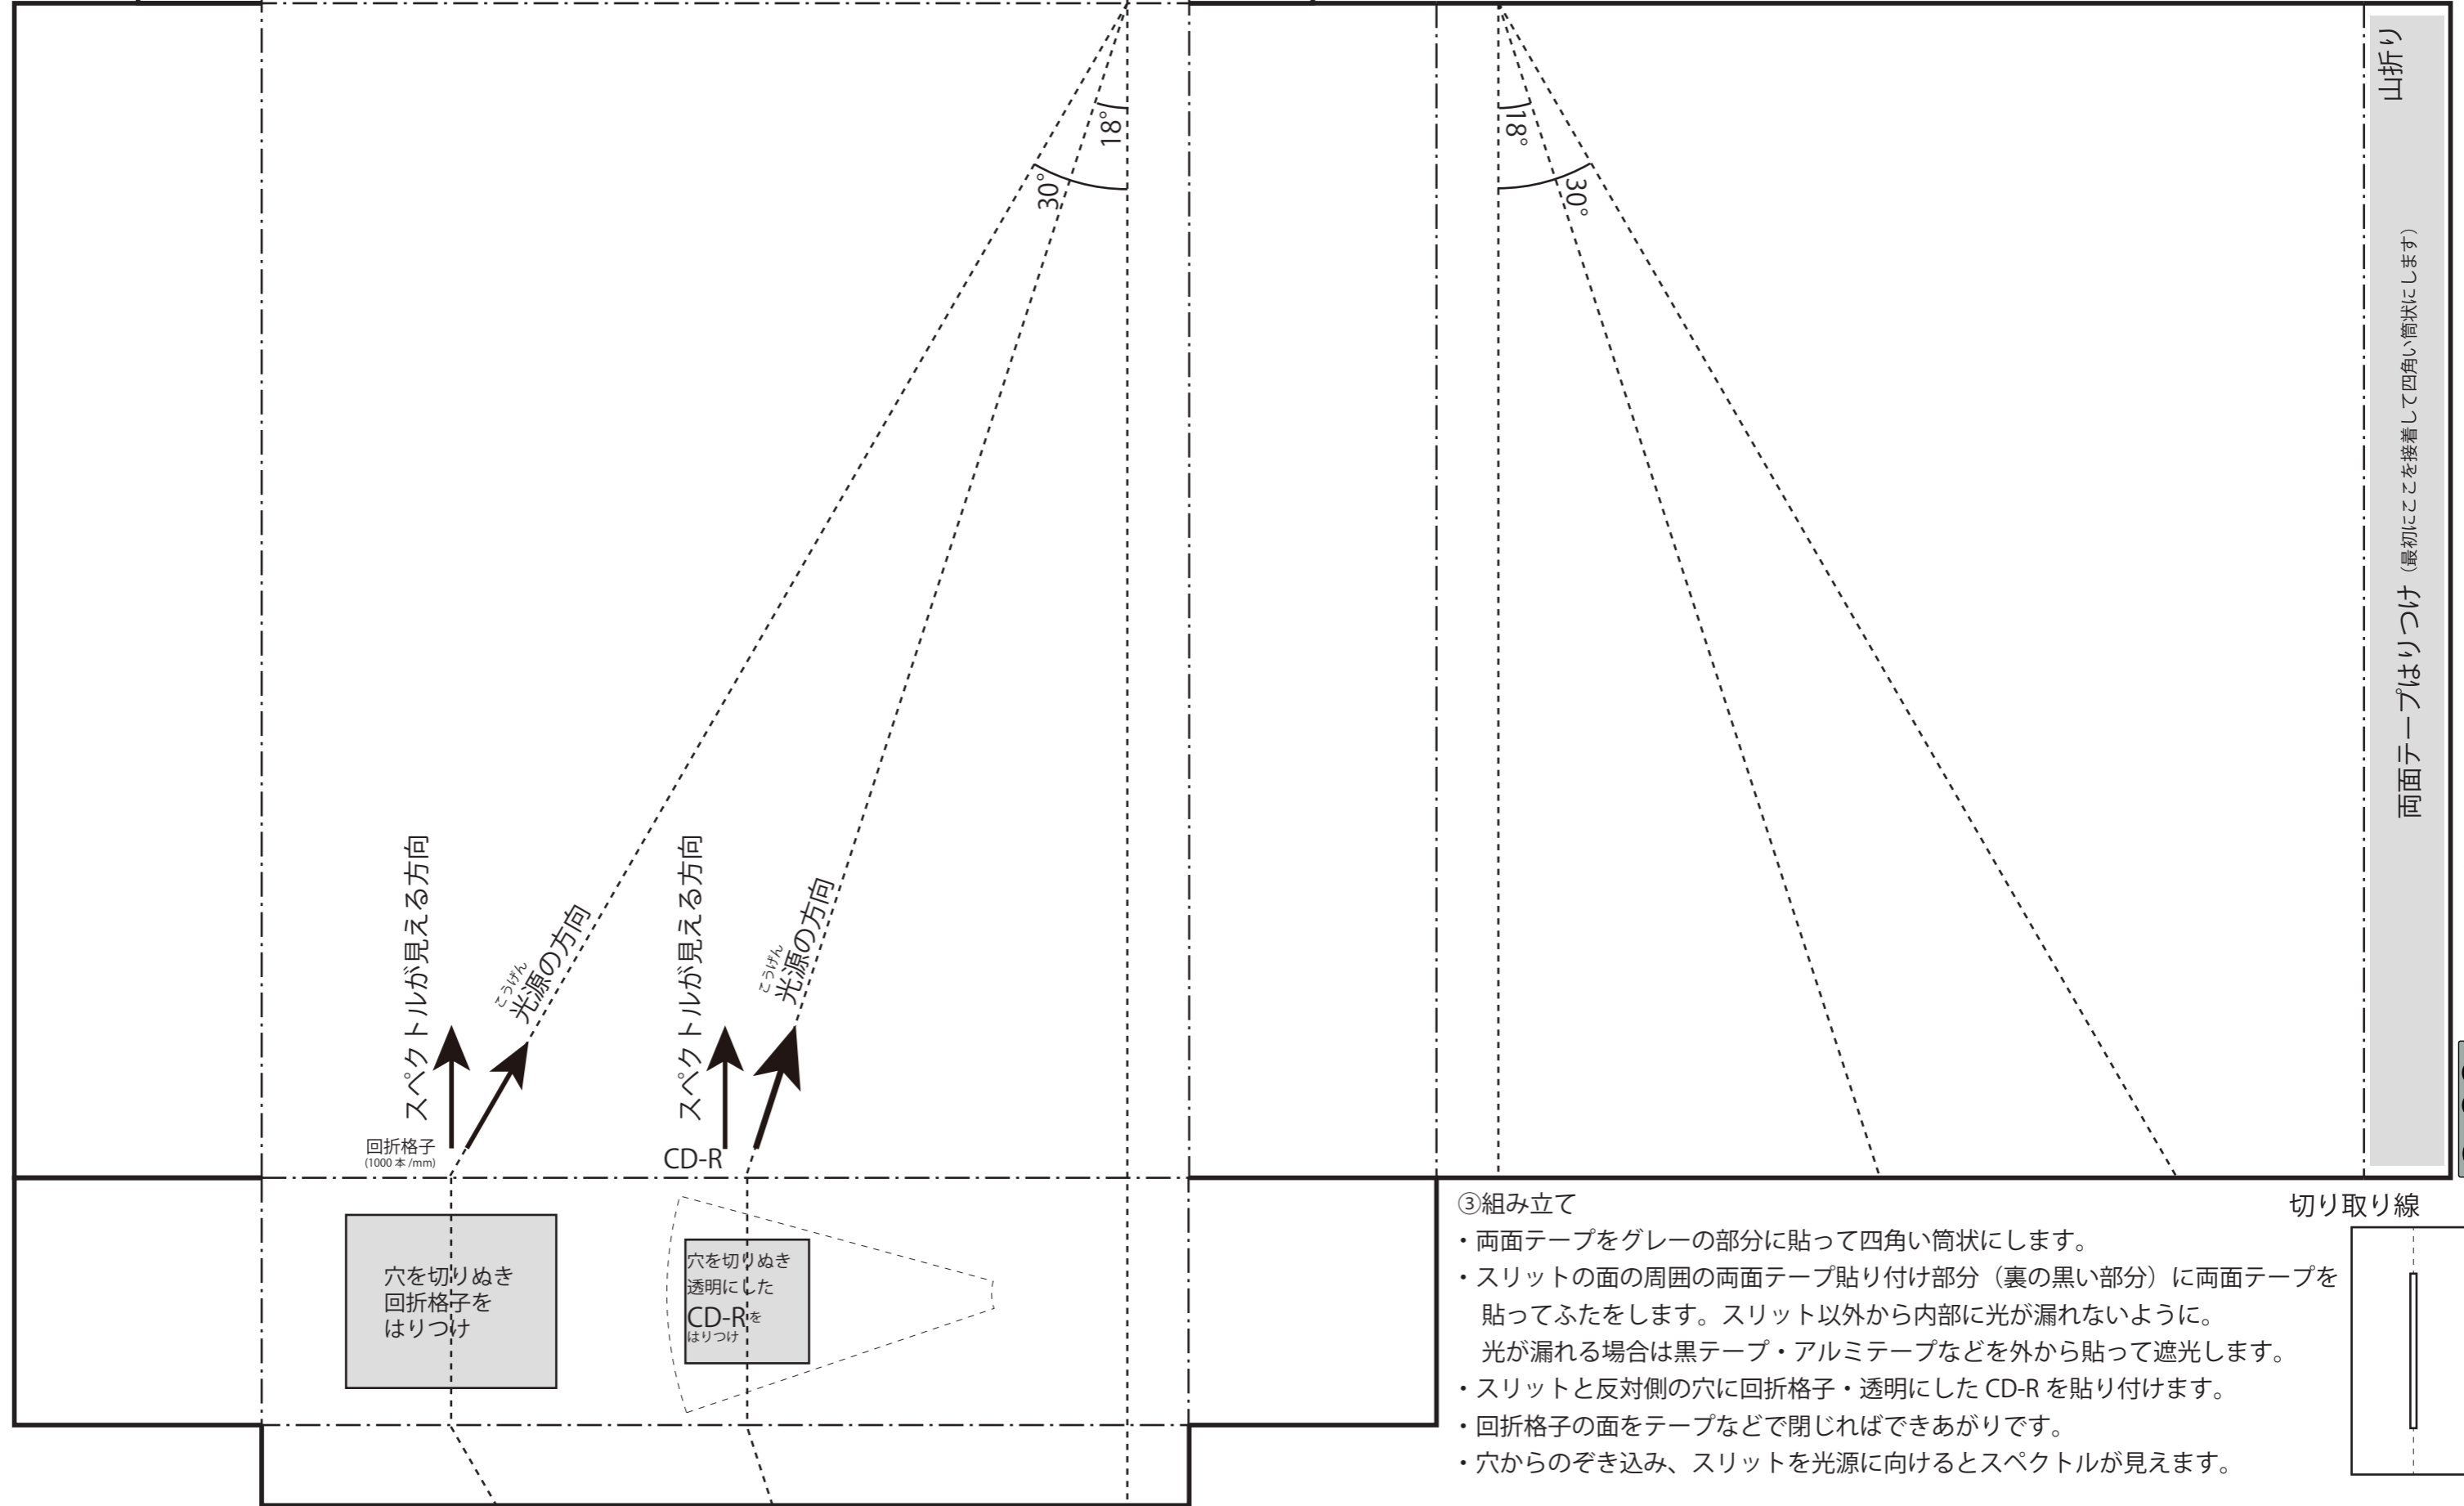 山折り
両面テープはりつけ（最初にここを接着して四角い筒状にします）
18°
30°
18°
30°
スペクトルが見える方向
こうげん
光源の方向
スペクトルが見える方向
こうげん
光源の方向
回折格子
(1000 本 /mm)
CD-R
穴を切りぬき
回折格子を
はりつけ
穴を切りぬき
透明にした
CD-Rを
はりつけ
③組み立て
・両面テープをグレーの部分に貼って四角い筒状にします。
・スリットの面の周囲の両面テープ貼り付け部分（裏の黒い部分）に両面テープを
貼ってふたをします。スリット以外から内部に光が漏れないように。
光が漏れる場合は黒テープ・アルミテープなどを外から貼って遮光します。
・スリットと反対側の穴に回折格子・透明にした CD-R を貼り付けます。
・回折格子の面をテープなどで閉じればできあがりです。
・穴からのぞき込み、スリットを光源に向けるとスペクトルが見えます。
切り取り線